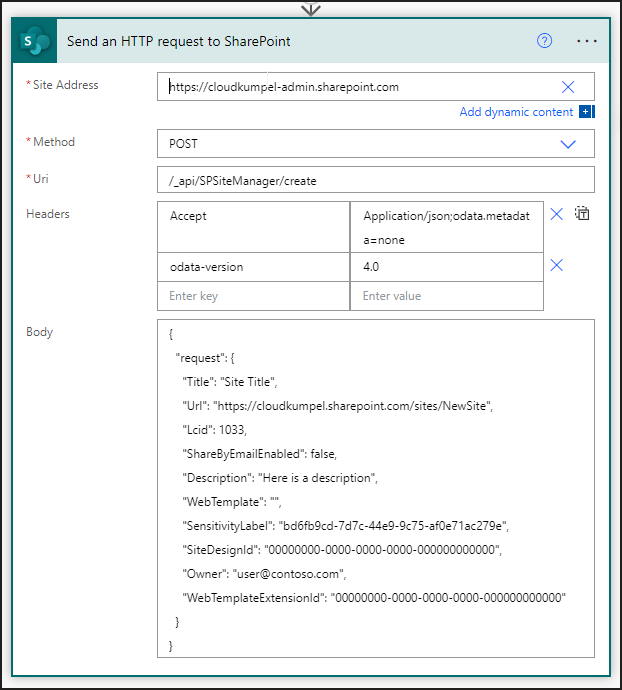 S
Send an HTTP request to SharePoint
?
...
*Site Address
https://cloudkumpel-admin.sharepoint.com
Add dynamic content
*Method
POST
*Uri
/_api/SPSiteManager/create
Headers
Accept
Application/json;odata.metadat
a=none
odata-version
4.0
Enter key
Enter value
Body
{
"request": {
"Title": "Site Title",
"Url": "https://cloudkumpel.sharepoint.com/sites/NewSite",
"Lcid": 1033,
"ShareByEmailEnabled": false,
"Description": "Here is a description",
"WebTemplate": "",
"SensitivityLabel": "bd6fb9cd-7d7c-44e9-9c75-af0e71ac279e",
"SiteDesignId": "00000000-0000-0000-0000-000000000000",
"Owner": "user@contoso.com",
"WebTemplateExtensionId": "00000000-0000-0000-0000-000000000000"
}
}